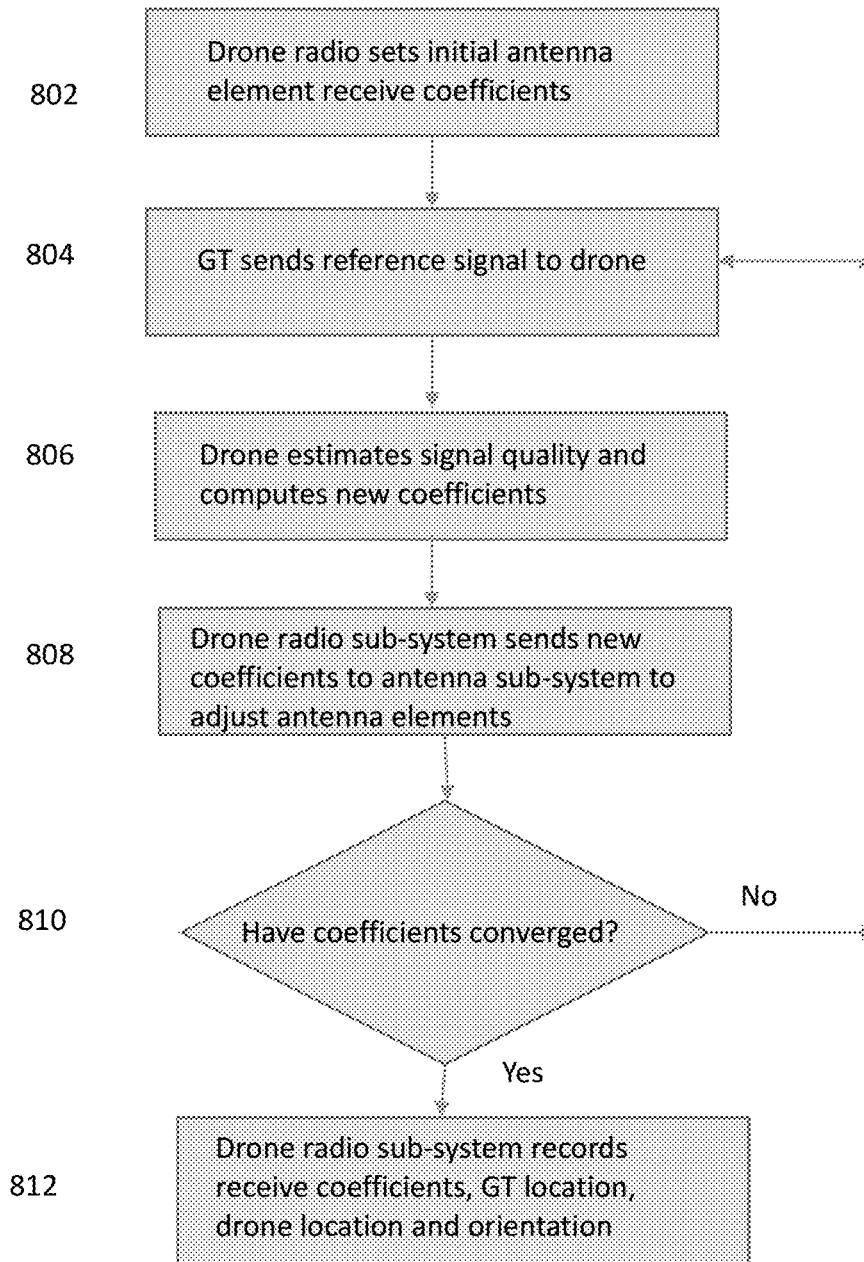 802
Drone radio sets initial antenna
element receive coefficients
804
GT sends reference signal to drone
806
Drone estimates signal quality and
computes new coefficients
808
Drone radio sub-system sends new
coefficients to antenna sub-system to
adjust antenna elements
810
Have coefficients converged?
No
Yes
812
Drone radio sub-system records
receive coefficients, GT location,
drone location and orientation